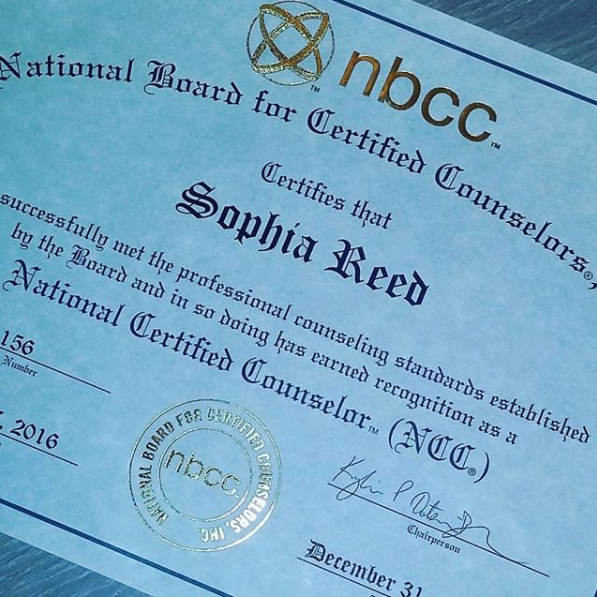 nbcc™
National Board for Certified Counselors®,
Certifies that
Sophia Reed
successfully met the professional counseling standards established
by the Board and in so doing has earned recognition as a
National Certified Counselor™ (NCC®)
156
Number
, 2016
NATIONAL BOARD FOR CERTIFIED COUNSELORS, INC.
nbcc
Chairperson
December 31